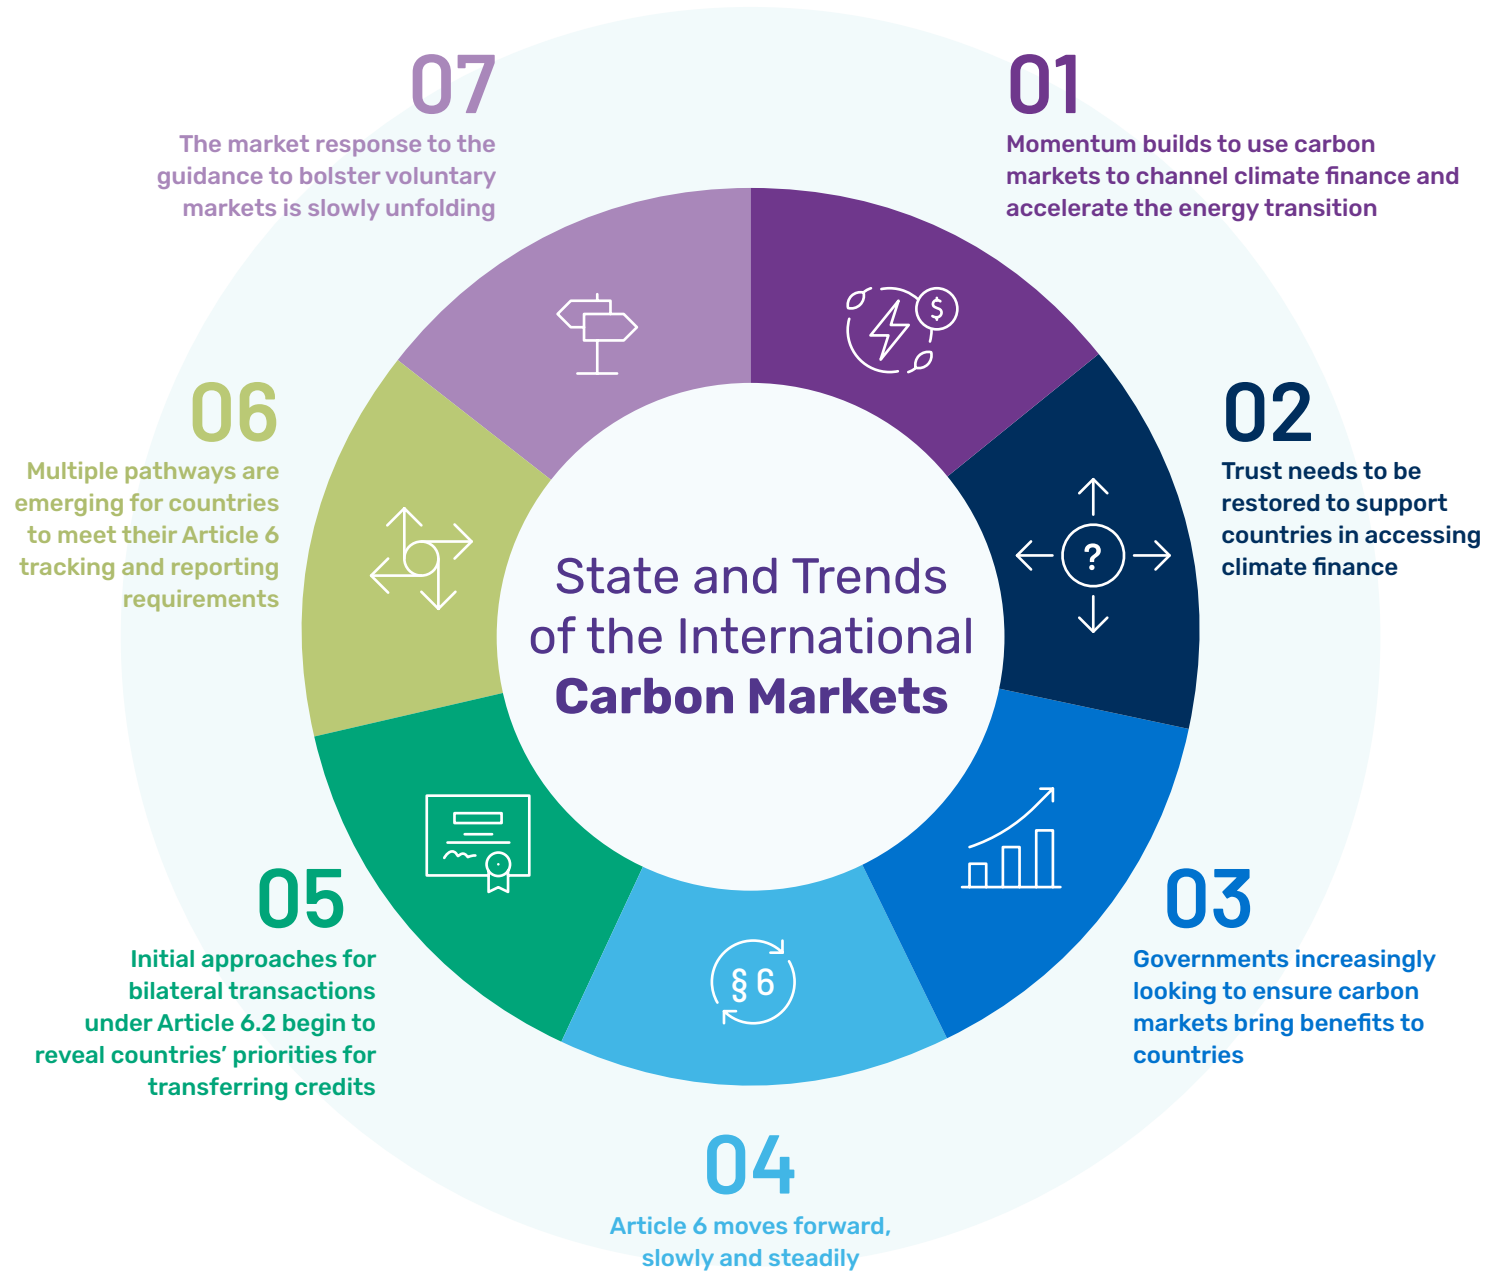 State and Trends
of the International
Carbon Markets
01
Momentum builds to use carbon
markets to channel climate finance and
accelerate the energy transition
$
02
Trust needs to be
restored to support
countries in accessing
climate finance
?
03
Governments increasingly
looking to ensure carbon
markets bring benefits to
countries
04
Article 6 moves forward,
slowly and steadily
§ 6
05
Initial approaches for
bilateral transactions
under Article 6.2 begin to
reveal countries’ priorities for
transferring credits
06
Multiple pathways are
emerging for countries
to meet their Article 6
tracking and reporting
requirements
07
The market response to the
guidance to bolster voluntary
markets is slowly unfolding